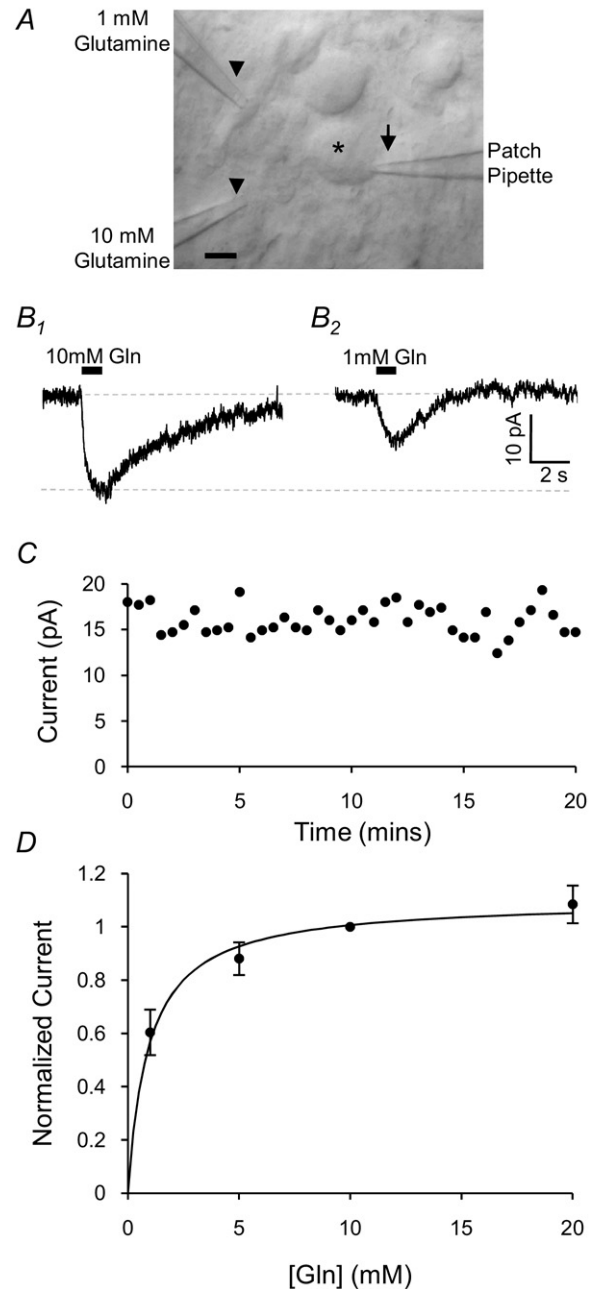 A
1 mM
Glutamine
Patch
Pipette
10 mM
Glutamine
*
B1
10mM Gln
B2
1mM Gln
10 pA
2 s
C
20
15
10
5
0
Current (pA)
0
5
10
15
20
Time (mins)
D
1.2
1
0.8
0.6
0.4
0.2
0
Normalized Current
0
5
10
15
20
[Gln] (mM)